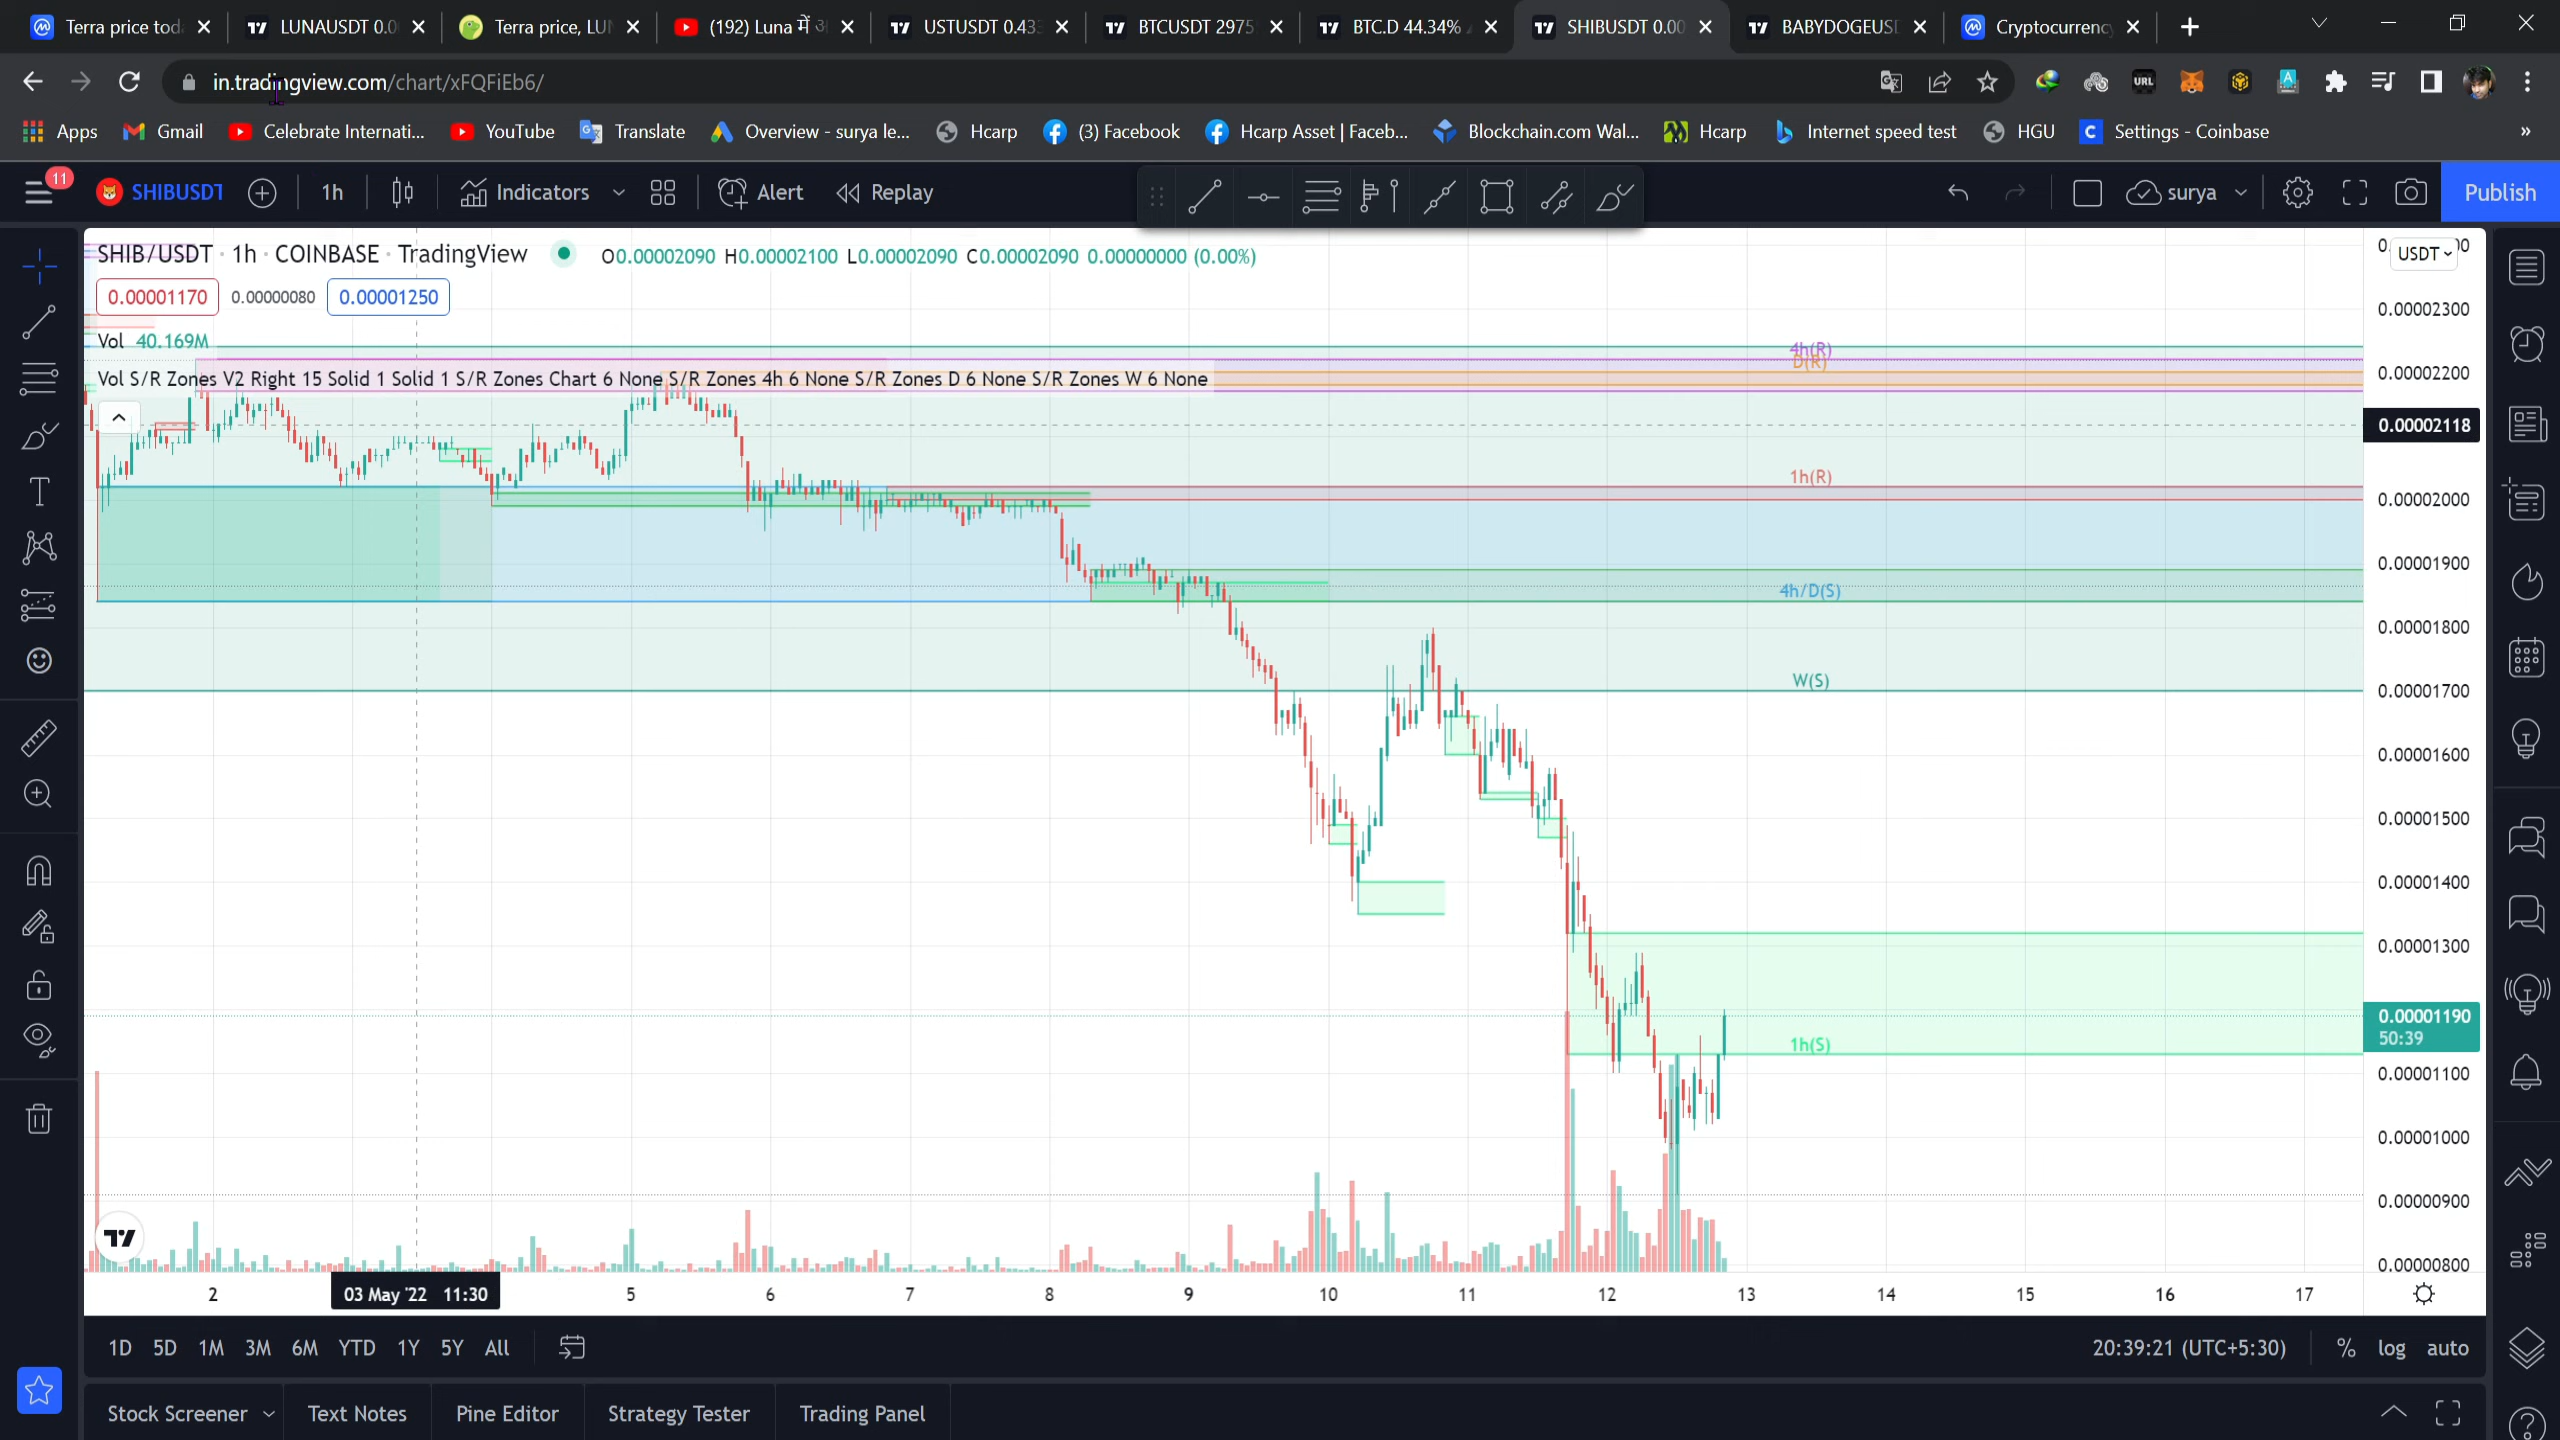 Terra price tod
LUNAUSDT 0.0
Terra price, LUN
(192) Luna में अ
USTUSDT 0.433
BTCUSDT 2975
BTC.D 44.34%
SHIBUSDT 0.00
BABYDOGEUSD
Cryptocurrency
in.tradingview.com/chart/xFQFiEb6/
URL
Apps
Gmail
Celebrate Internati...
YouTube
Translate
Overview - surya le...
Hcarp
(3) Facebook
Hcarp Asset | Faceb...
Blockchain.com Wal...
Hcarp
Internet speed test
HGU
Settings - Coinbase
»
11
SHIBUSDT
1h
Indicators
Alert
Replay
surya
Publish
SHIB/USDT · 1h · COINBASE · TradingView
O0.00002090 H0.00002100 L0.00002090 C0.00002090 0.00000000 (0.00%)
USDT
0.00001170
0.00000080
0.00001250
Vol 40.169M
Vol S/R Zones V2 Right 15 Solid 1 Solid 1 S/R Zones Chart 6 None S/R Zones 4h 6 None S/R Zones D 6 None S/R Zones W 6 None
4h(R)
D(R)
1h(R)
4h/D(S)
W(S)
1h(S)
0.00002300
0.00002200
0.00002118
0.00002000
0.00001900
0.00001800
0.00001700
0.00001600
0.00001500
0.00001400
0.00001300
0.00001190
50:39
0.00001100
0.00001000
0.00000900
0.00000800
2
03 May '22 11:30
5
6
7
8
9
10
11
12
13
14
15
16
17
1D 5D 1M 3M 6M YTD 1Y 5Y All
20:39:21 (UTC+5:30)
% log auto
Stock Screener
Text Notes
Pine Editor
Strategy Tester
Trading Panel